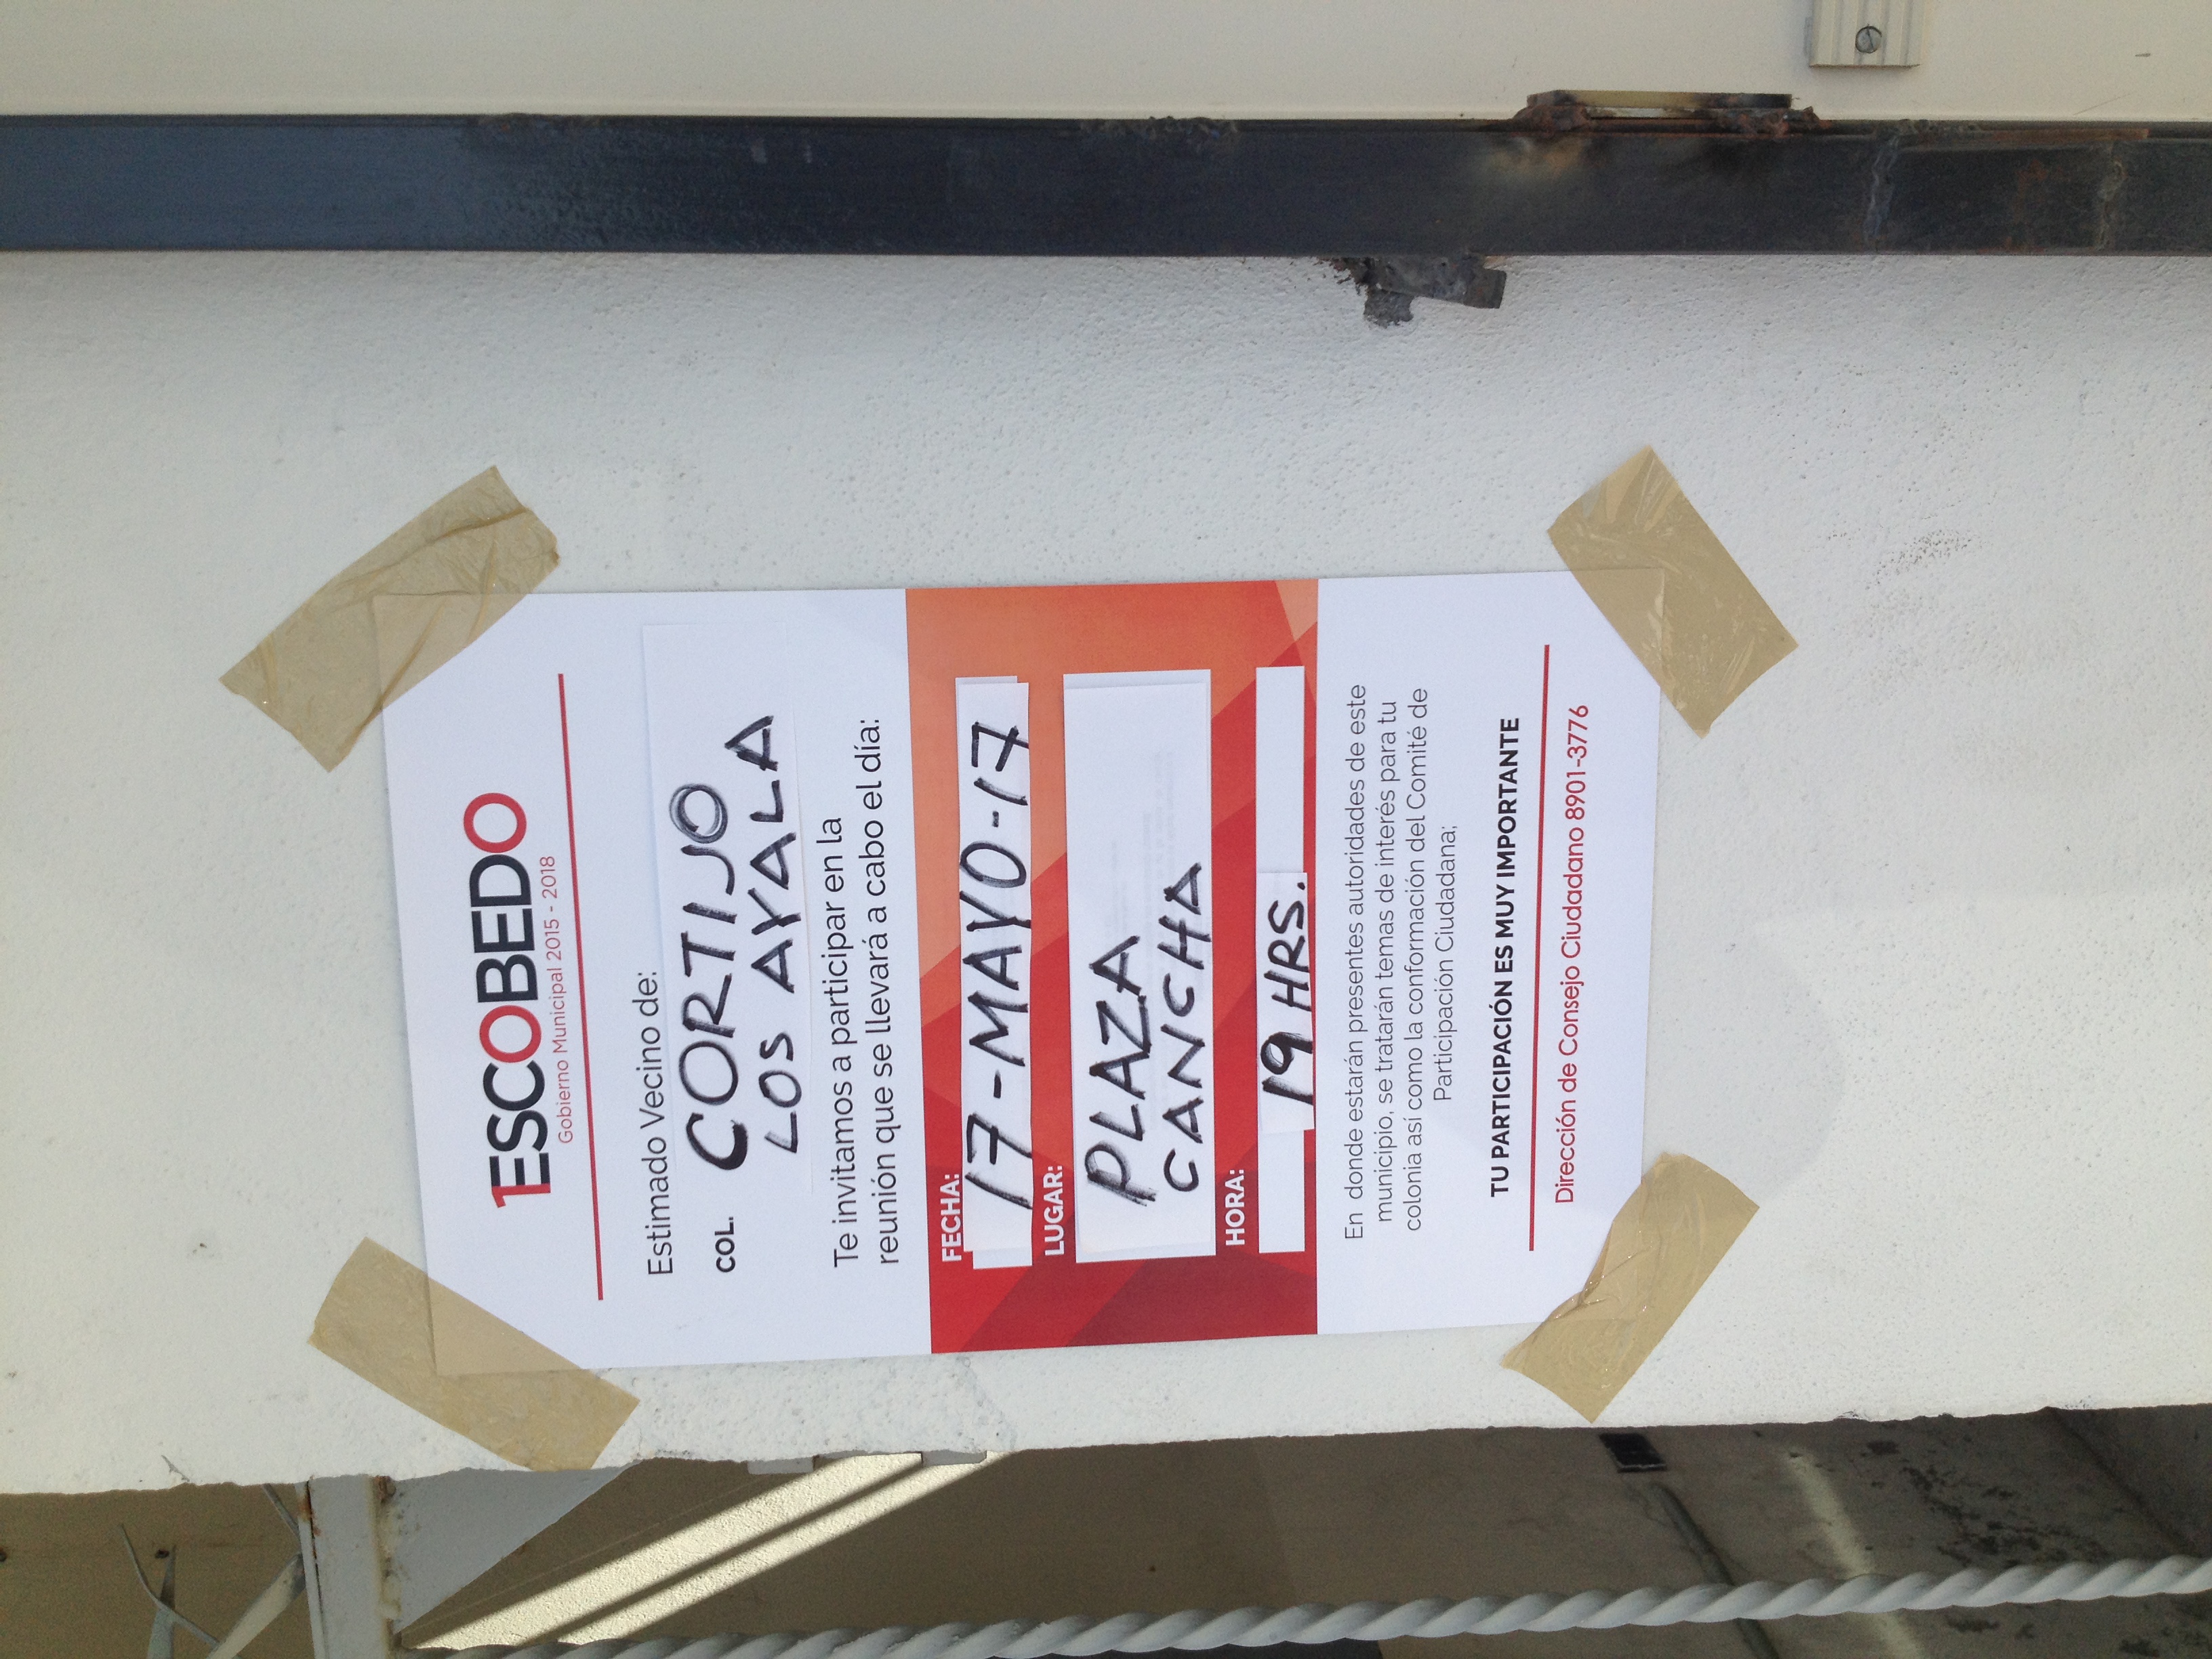 1ESCOBEDO
Gobierno Municipal 2015 - 2018
Estimado Vecino de:
COL. CORTIJO
LOS AYALA
Te invitamos a participar en la
reunión que se llevará a cabo el día:
FECHA:
17-MAYO-17
LUGAR:
PLAZA
CANCHA
HORA:
19 HRS.
En donde estarán presentes autoridades de este
municipio, se tratarán temas de interés para tu
colonia así como la conformación del Comité de
Participación Ciudadana;
TU PARTICIPACIÓN ES MUY IMPORTANTE
Dirección de Consejo Ciudadano 8901-3776